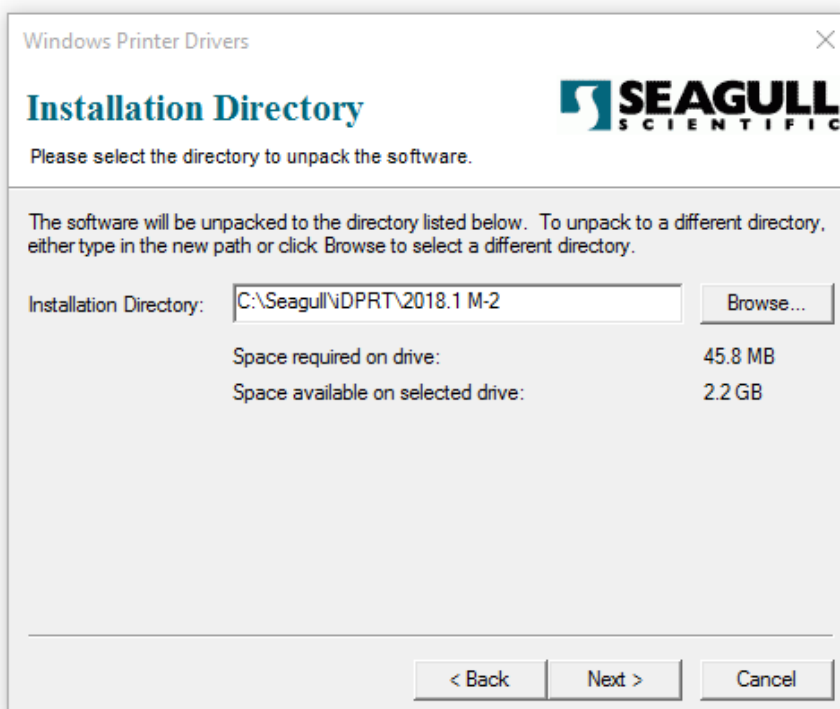 Windows Printer Drivers
Installation Directory
SEAGULL
SCIENTIFIC
Please select the directory to unpack the software.
The software will be unpacked to the directory listed below.  To unpack to a different directory,
either type in the new path or click Browse to select a different directory.
Installation Directory: C:\Seagull\iDPRT\2018.1 M-2 Browse...
Space required on drive: 45.8 MB
Space available on selected drive: 2.2 GB
< Back Next > Cancel